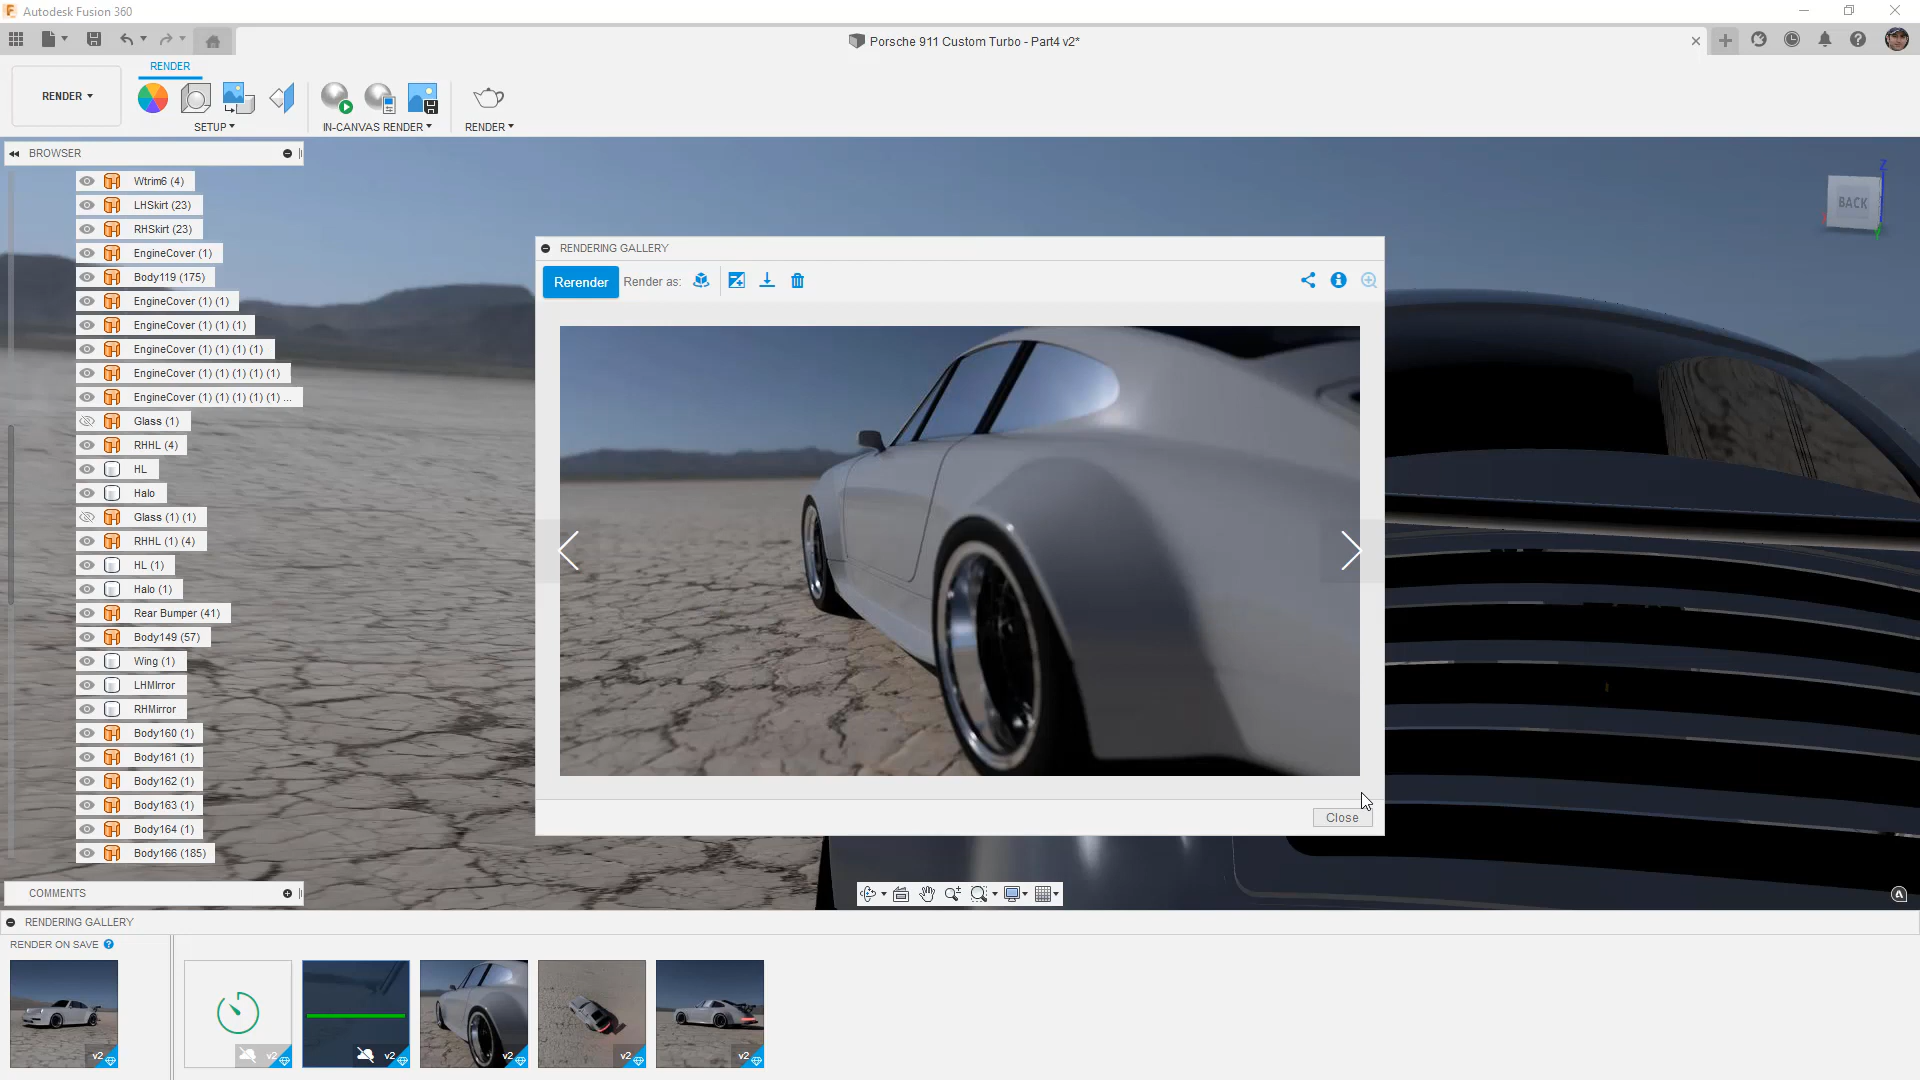 Autodesk Fusion 360
Porsche 911 Custom Turbo - Part4 v2*
RENDER
RENDER
SETUP
IN-CANVAS RENDER
RENDER
BROWSER
Wtrim6 (4)
LHSkirt (23)
RHSkirt (23)
EngineCover (1)
Body119 (175)
EngineCover (1) (1)
EngineCover (1) (1) (1)
EngineCover (1) (1) (1) (1)
EngineCover (1) (1) (1) (1) (1)
EngineCover (1) (1) (1) (1) (1) ...
Glass (1)
RHHL (4)
HL
Halo
Glass (1) (1)
RHHL (1) (4)
HL (1)
Halo (1)
Rear Bumper (41)
Body149 (57)
Wing (1)
LHMIrror
RHMirror
Body160 (1)
Body161 (1)
Body162 (1)
Body163 (1)
Body164 (1)
Body166 (185)
COMMENTS
Z
BACK
RENDERING GALLERY
Rerender Render as:
Close
RENDERING GALLERY
RENDER ON SAVE
v2
v2
v2
v2
v2
v2